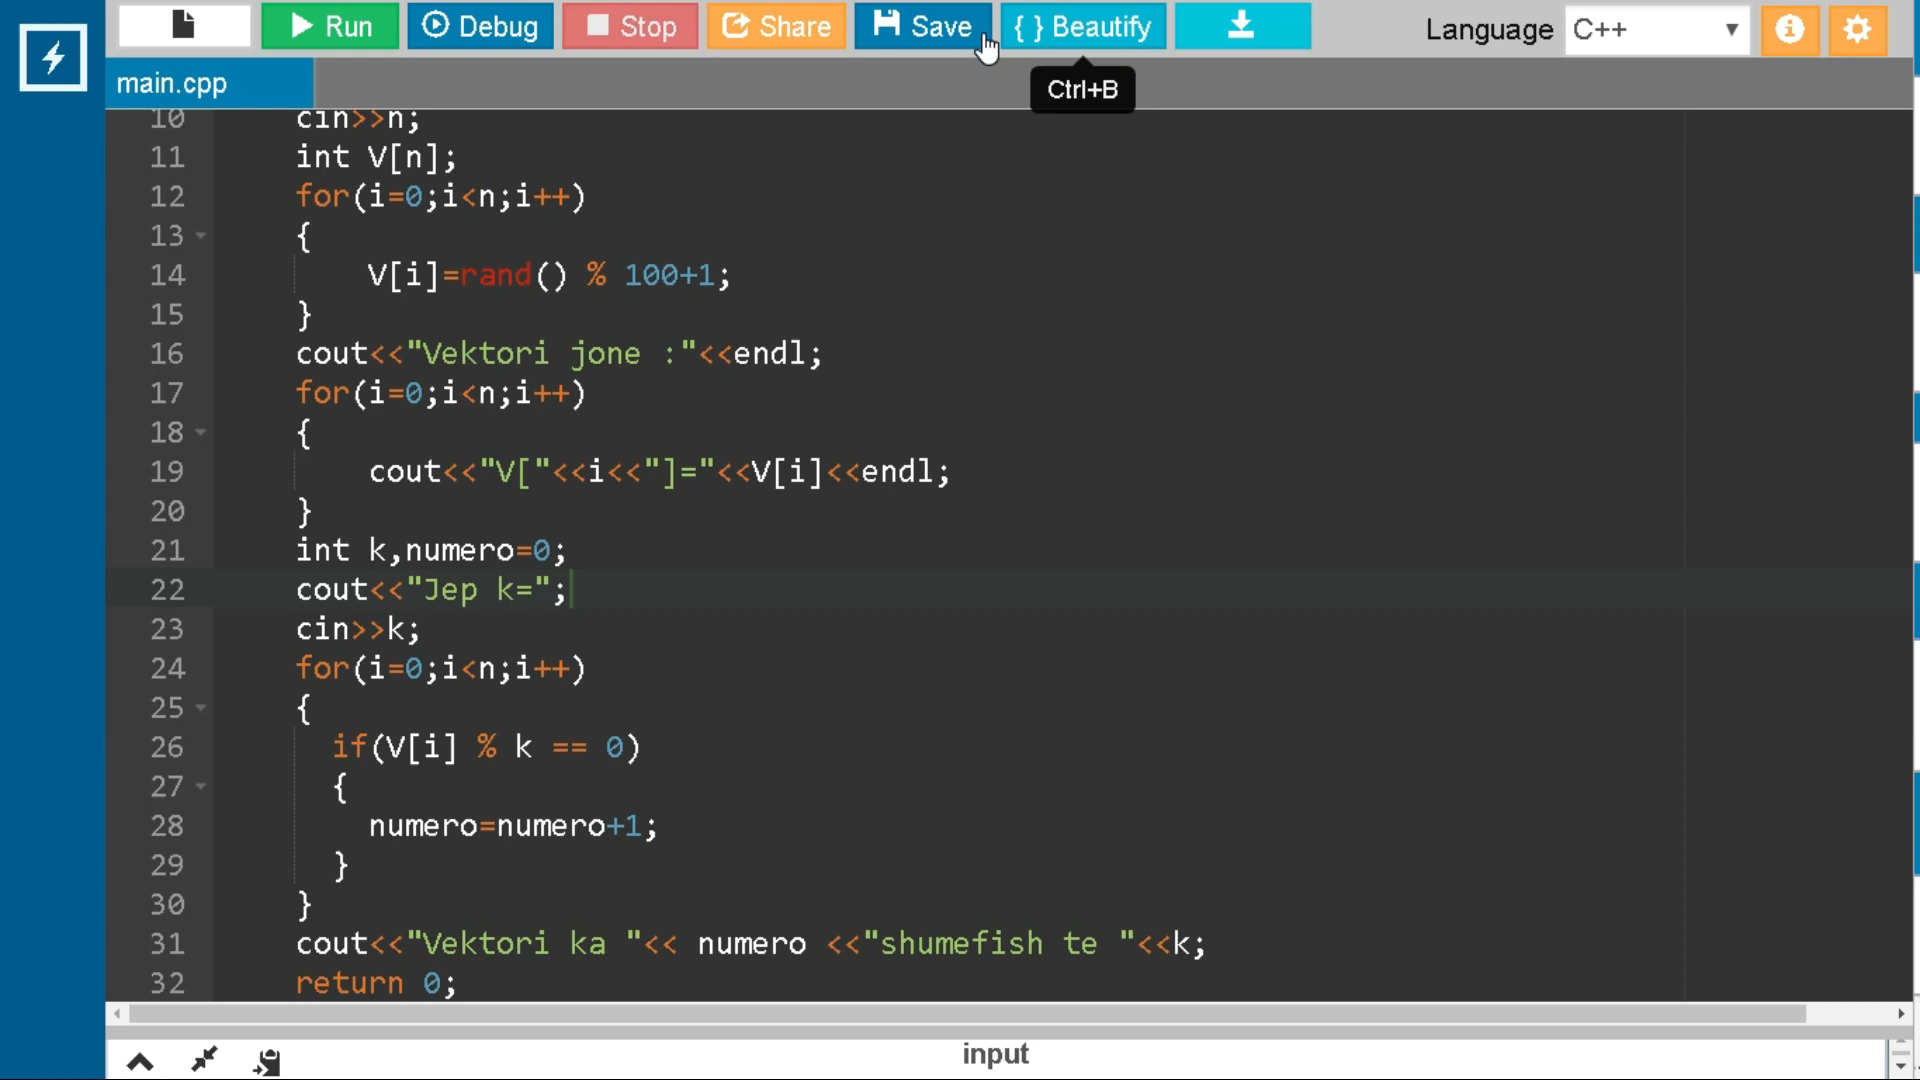 Run Debug Stop Share Save { } Beautify Language C++
main.cpp
Ctrl+B
10 cin>>n;
11 int V[n];
12 for(i=0;i<n;i++)
13 {
14 V[i]=rand() % 100+1;
15 }
16 cout<<"Vektori jone :"<<endl;
17 for(i=0;i<n;i++)
18 {
19 cout<<"V["<<i<<"]="<<V[i]<<endl;
20 }
21 int k,numero=0;
22 cout<<"Jep k=";
23 cin>>k;
24 for(i=0;i<n;i++)
25 {
26 if(V[i] % k == 0)
27 {
28 numero=numero+1;
29 }
30 }
31 cout<<"Vektori ka "<< numero <<"shumefish te "<<k;
32 return 0;
input